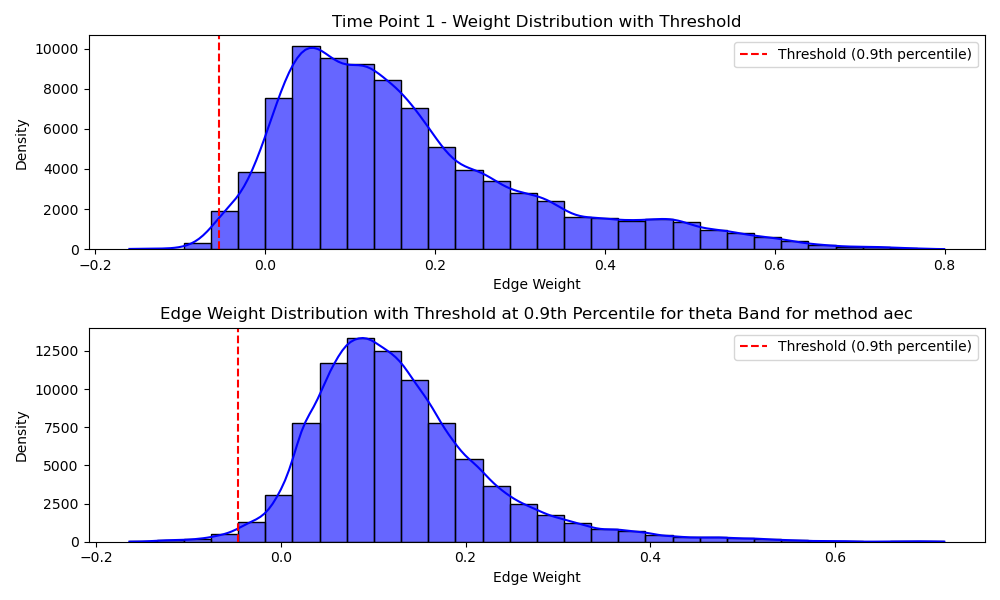 Time Point 1 - Weight Distribution with Threshold
Threshold (0.9th percentile)
Density
10000
8000
6000
4000
2000
0
−0.2
0.0
0.2
0.4
0.6
0.8
Edge Weight
Edge Weight Distribution with Threshold at 0.9th Percentile for theta Band for method aec
Threshold (0.9th percentile)
Density
12500
10000
7500
5000
2500
0
−0.2
0.0
0.2
0.4
0.6
Edge Weight